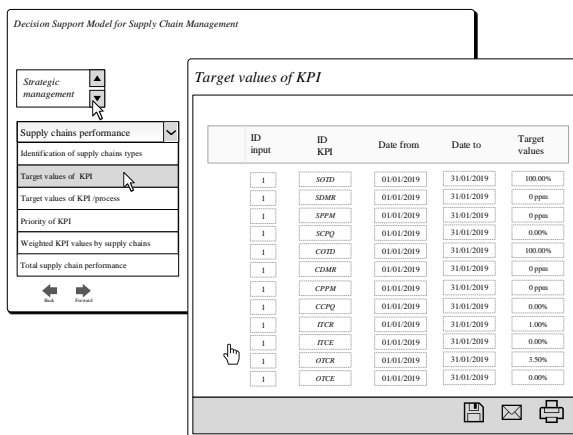 Decision Support Model for Supply Chain Management
Strategic
management
Supply chains performance
Identification of supply chains types
Target values of KPI
Target values of KPI /process
Priority of KPI
Weighted KPI values by supply chains
Total supply chain performance
Back Forward
Target values of KPI
ID input ID KPI Date from Date to Target values
1 SOTD 01/01/2019 31/01/2019 100.00%
1 SDMR 01/01/2019 31/01/2019 0 ppm
1 SPPM 01/01/2019 31/01/2019 0 ppm
1 SCPQ 01/01/2019 31/01/2019 0.00%
1 COTD 01/01/2019 31/01/2019 100.00%
1 CDMR 01/01/2019 31/01/2019 0 ppm
1 CPPM 01/01/2019 31/01/2019 0 ppm
1 CCPQ 01/01/2019 31/01/2019 0.00%
1 ITCR 01/01/2019 31/01/2019 1.00%
1 ITCE 01/01/2019 31/01/2019 0.00%
1 OTCR 01/01/2019 31/01/2019 3.50%
1 OTCE 01/01/2019 31/01/2019 0.00%